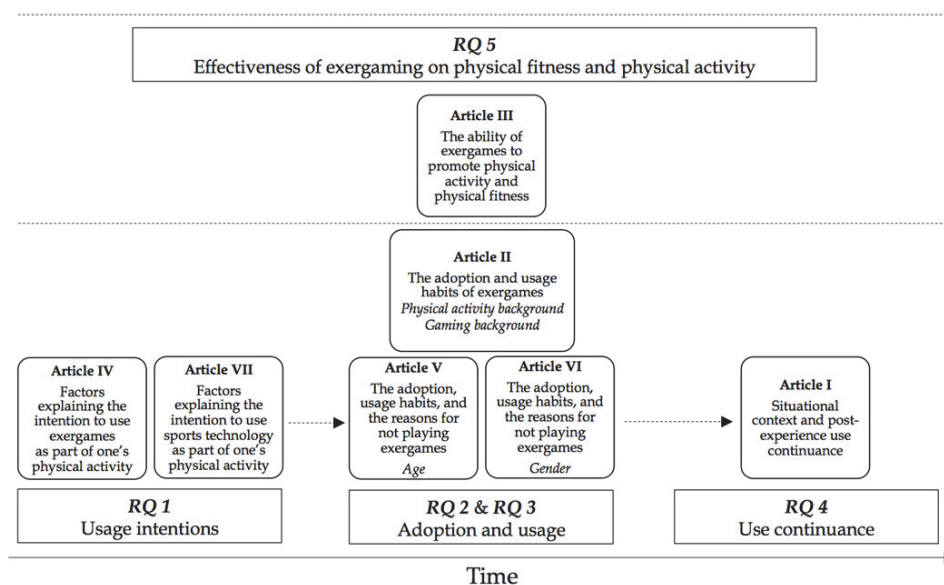 RQ 5
Effectiveness of exergaming on physical fitness and physical activity
Article III
The ability of
exergames to
promote physical
activity and
physical fitness
Article II
The adoption and usage
habits of exergames
Physical activity background
Gaming background
Article IV
Factors
explaining the
intention to use
exergames
as part of one's
physical activity
Article VII
Factors
explaining the
intention to use
sports technology
as part of one's
physical activity
Article V
The adoption,
usage habits, and
the reasons for
not playing
exergames
Age
Article VI
The adoption,
usage habits, and
the reasons for
not playing
exergames
Gender
Article I
Situational
context and post-
experience use
continuance
RQ 1
Usage intentions
RQ 2 & RQ 3
Adoption and usage
RQ 4
Use continuance
Time